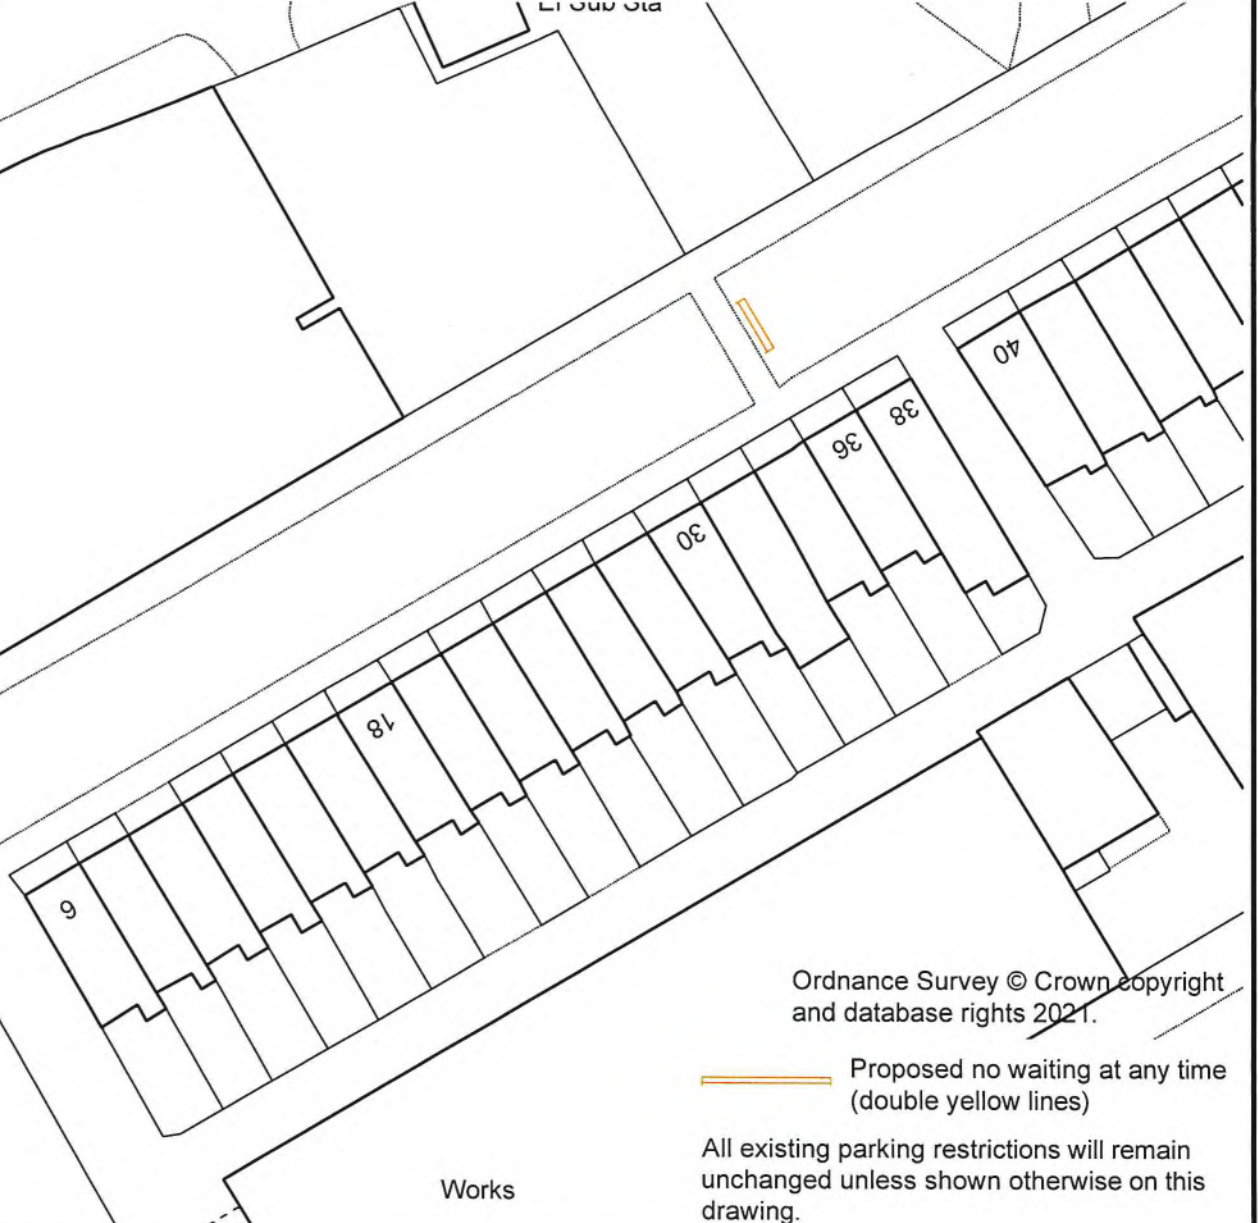 El Sub Sta
40
38
36
30
18
6
Ordnance Survey © Crown copyright
and database rights 2021.
Proposed no waiting at any time
(double yellow lines)
All existing parking restrictions will remain
unchanged unless shown otherwise on this
drawing.
Works